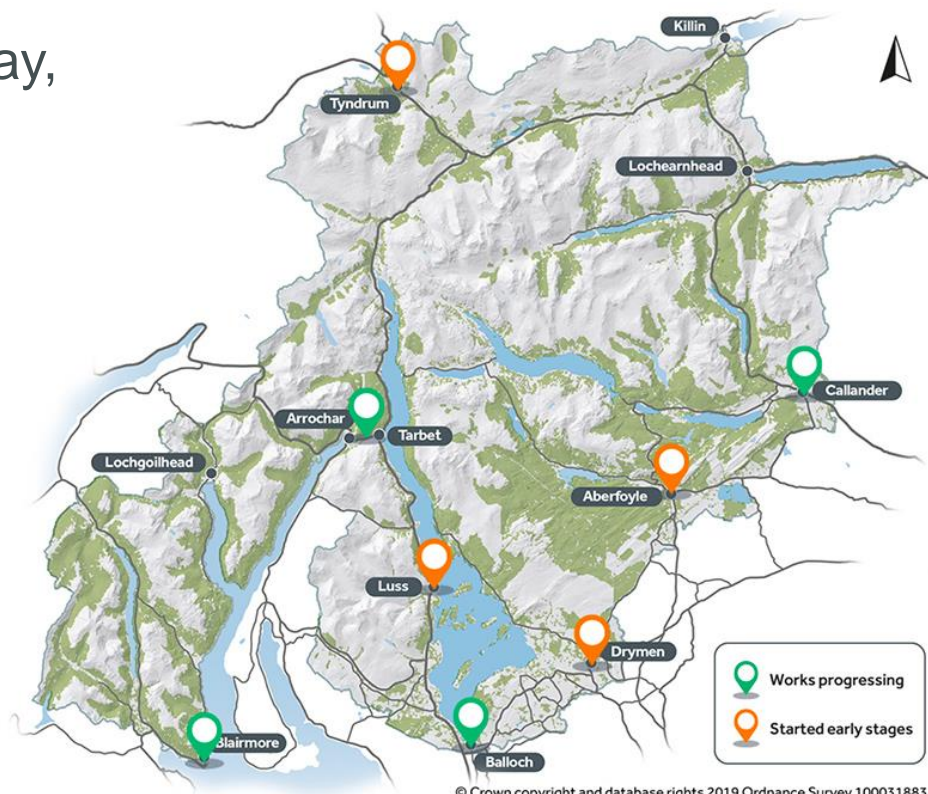 ay,
Killin
Tyndrum
Lochearnhead
Callander
Arrochar
Tarbet
Lochgoilhead
Aberfoyle
Luss
Drymen
Works progressing
Started early stages
Blairmore
Balloch
© Crown copyright and database rights 2019 Ordnance Survey 100031883